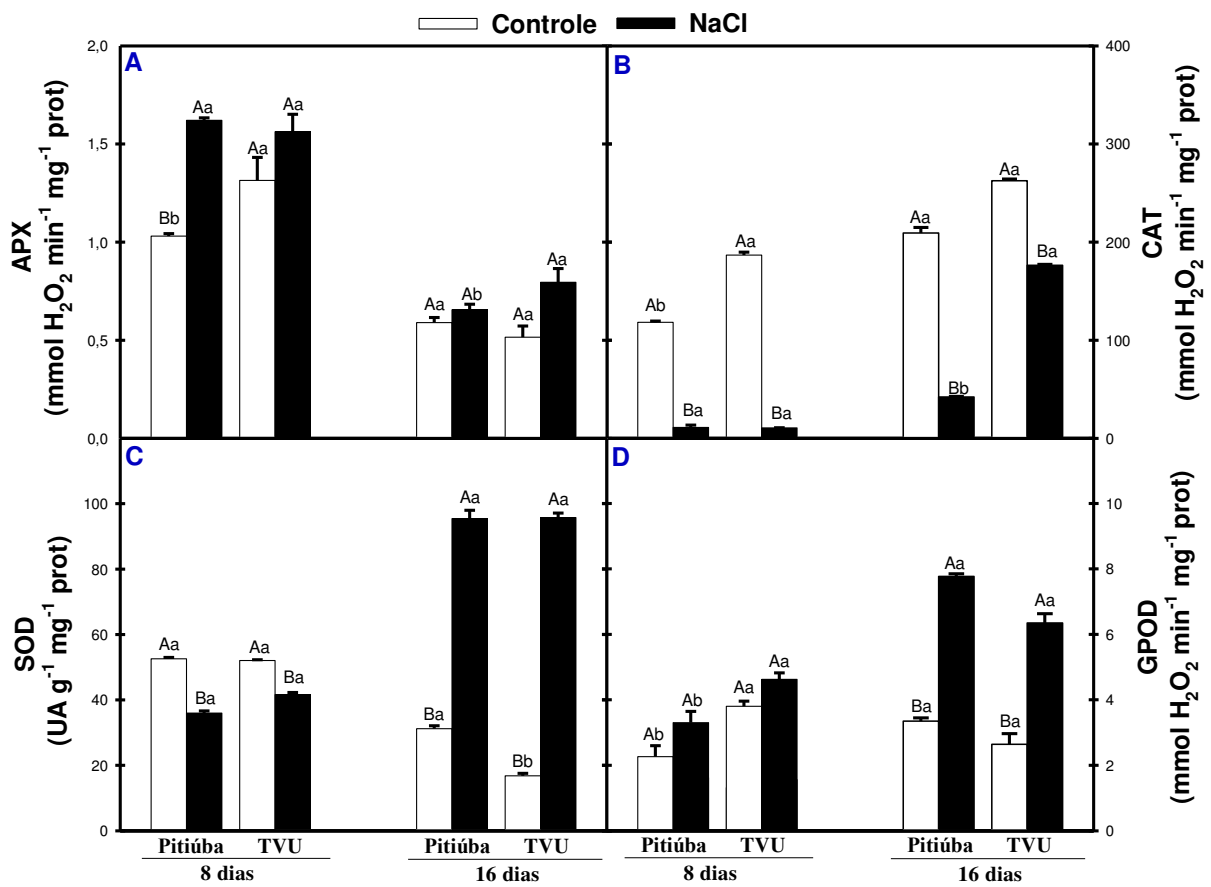 Controle NaCl
A
B
2,0
1,5
1,0
0,5
0,0
APX
(mmol H₂O₂ min⁻¹ mg⁻¹ prot)
Bb Aa Aa Aa Aa Ab Aa Aa
400
300
200
100
0
CAT
(mmol H₂O₂ min⁻¹ mg⁻¹ prot)
Ab Ba Aa Ba Aa Bb Aa Ba
C
D
100
80
60
40
20
0
SOD
(UA g⁻¹ mg⁻¹ prot)
Aa Ba Aa Ba Ba Aa Bb Aa
10
8
6
4
2
0
GPOD
(mmol H₂O₂ min⁻¹ mg⁻¹ prot)
Ab Ab Aa Aa Ba Aa Ba Aa
Pitiúba TVU Pitiúba TVU Pitiúba TVU Pitiúba TVU
8 dias 16 dias 8 dias 16 dias